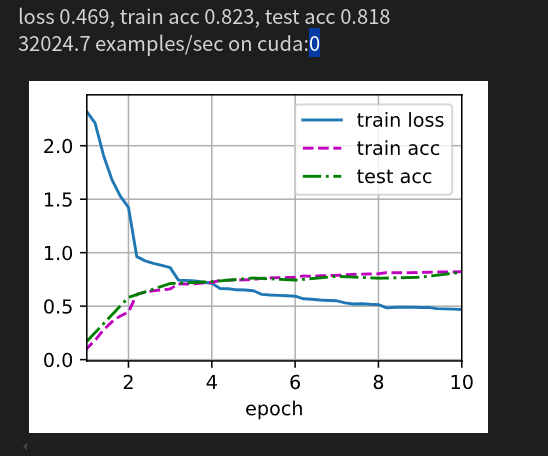 loss 0.469, train acc 0.823, test acc 0.818
32024.7 examples/sec on cuda:0
train loss
train acc
test acc
2.0
1.5
1.0
0.5
0.0
2 4 6 8 10
epoch